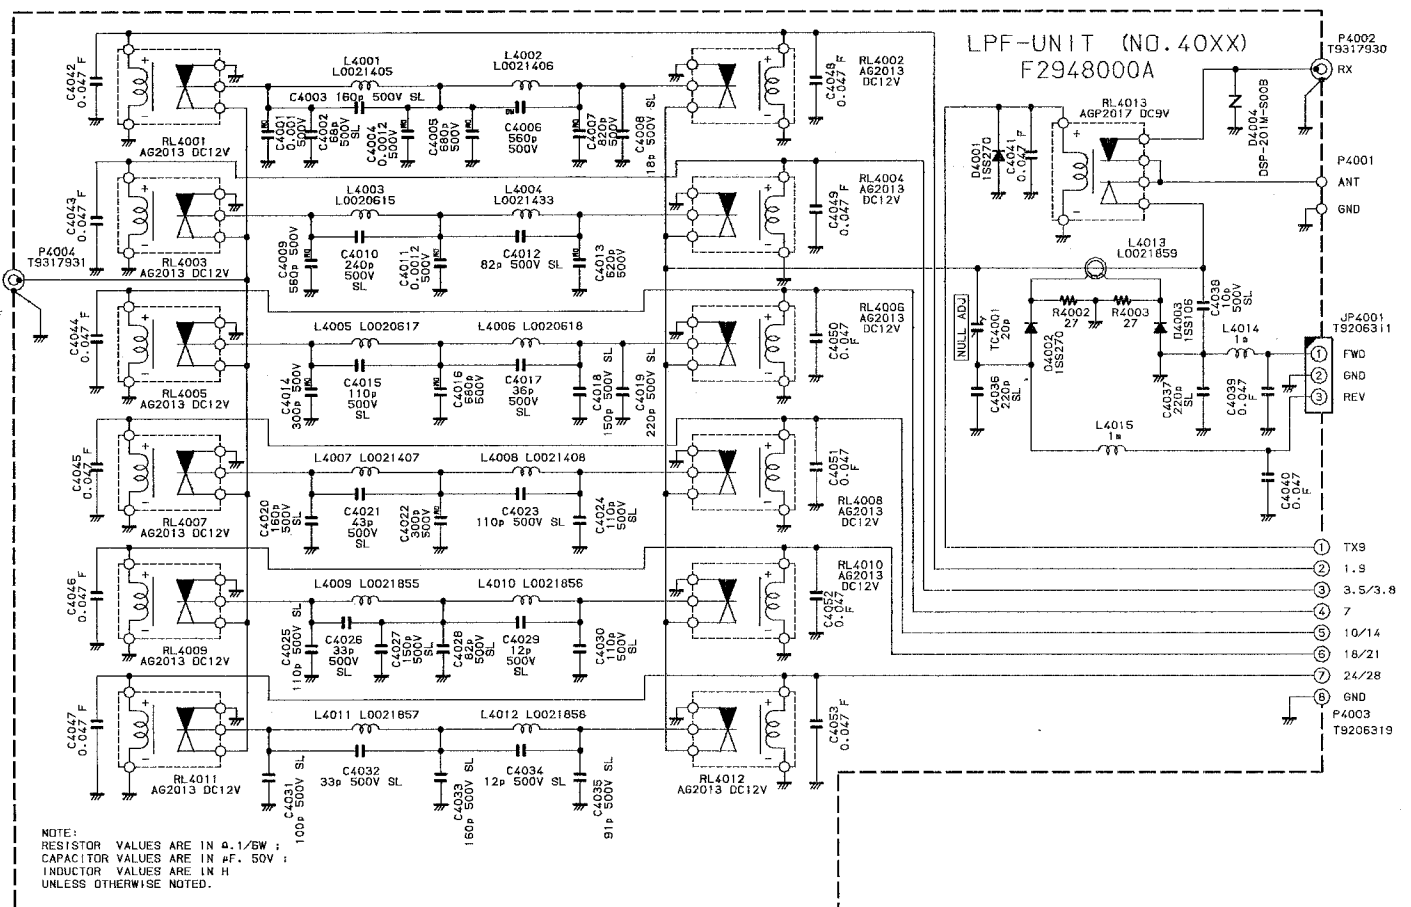 LPF-UNIT (NO.40XX)
F2948000A
P4002
T9317930
RX
C4042
0.047 F
RL4001
AG2013 DC12V
L4001
L0021405
L4002
L0021406
C4003 160p 500V SL
C4001
0.001
500V
C4002
68p
500V
SL
C4004
0.0012
500V
C4005
680p
500V
C4006
560p
500V
C4007
820p
500V
C4008
18p 500V SL
C4048
0.047 F
RL4002
AG2013
DC12V
RL4013
AGP2017 DC9V
D4001
1SS270
C4041
0.047 F
D4004
DSP-201M-S00B
P4001
ANT
GND
C4043
0.047 F
RL4003
AG2013 DC12V
L4003
L0020615
L4004
L0021433
C4009
560p 500V
C4010
240p
500V
SL
C4011
0.0012
500V
C4012
82p 500V SL
C4013
620p
500V
C4049
0.047 F
RL4004
AG2013
DC12V
P4004
T9317931
L4013
L0021859
NULL ADJ
TC4001
20p
R4002
27
R4003
27
D4002
1SS270
D4003
1SS106
C4038
10p
500V
SL
L4014
1m
C4036
220p
SL
C4037
220p
SL
C4039
0.047
F
L4015
1m
C4040
0.047
F
JP4001
T9206311
1 FWD
2 GND
3 REV
C4044
0.047 F
RL4005
AG2013 DC12V
L4005 L0020617
L4006 L0020618
C4014
300p 500V
C4015
110p
500V
SL
C4016
680p
500V
C4017
36p
500V
SL
C4018
150p 500V SL
C4019
220p 500V SL
C4050
0.047
F
RL4006
AG2013
DC12V
C4045
0.047 F
RL4007
AG2013 DC12V
L4007 L0021407
L4008 L0021408
C4020
160p
500V
SL
C4021
43p
500V
SL
C4022
300p
500V
C4023
110p 500V SL
C4024
110p
500V
SL
C4051
0.047
F
RL4008
AG2013
DC12V
C4046
0.047 F
RL4009
AG2013 DC12V
L4009 L0021855
L4010 L0021856
C4025
110p 500V SL
C4026
33p
500V
SL
C4027
150p
500V
SL
C4028
82p
500V
SL
C4029
12p
500V
SL
C4030
110p
500V
SL
C4052
0.047
F
RL4010
AG2013
DC12V
C4047
0.047 F
RL4011
AG2013 DC12V
L4011 L0021857
L4012 L0021858
C4031
100p 500V SL
C4032
33p 500V SL
C4033
160p 500V SL
C4034
12p 500V SL
C4035
91p 500V SL
C4053
0.047 F
RL4012
AG2013 DC12V
1 TX9
2 1.9
3 3.5/3.8
4 7
5 10/14
6 18/21
7 24/28
8 GND
P4003
T9206319
NOTE:
RESISTOR VALUES ARE IN Ω.1/6W ;
CAPACITOR VALUES ARE IN µF. 50V ;
INDUCTOR VALUES ARE IN H
UNLESS OTHERWISE NOTED.